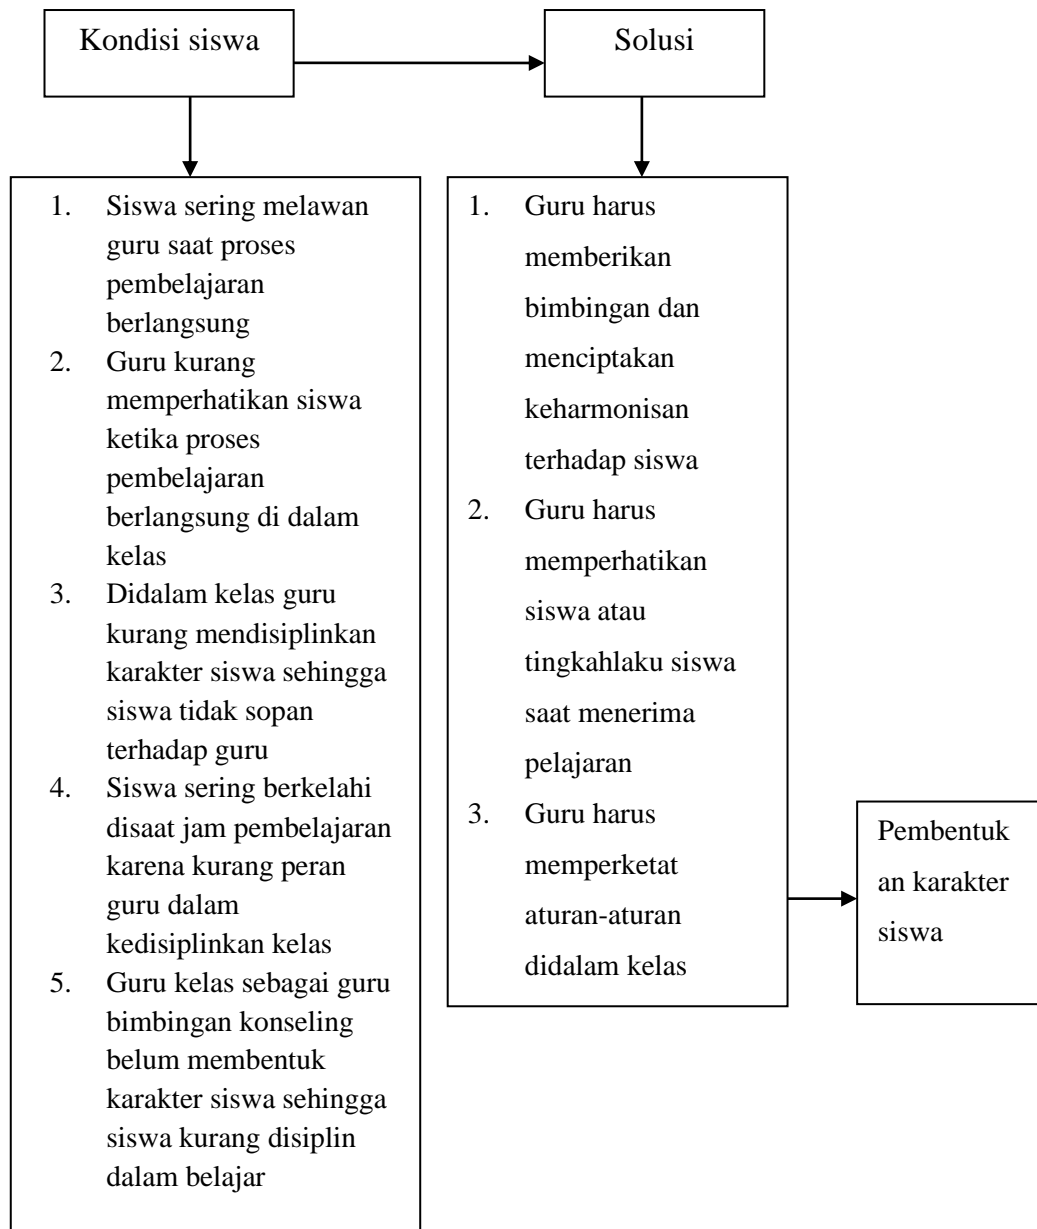 Kondisi siswa
Solusi
1. Siswa sering melawan
guru saat proses
pembelajaran
berlangsung
2. Guru kurang
memperhatikan siswa
ketika proses
pembelajaran
berlangsung di dalam
kelas
3. Didalam kelas guru
kurang mendisiplinkan
karakter siswa sehingga
siswa tidak sopan
terhadap guru
4. Siswa sering berkelahi
disaat jam pembelajaran
karena kurang peran
guru dalam
kedisiplinkan kelas
5. Guru kelas sebagai guru
bimbingan konseling
belum membentuk
karakter siswa sehingga
siswa kurang disiplin
dalam belajar
1. Guru harus
memberikan
bimbingan dan
menciptakan
keharmonisan
terhadap siswa
2. Guru harus
memperhatikan
siswa atau
tingkahlaku siswa
saat menerima
pelajaran
3. Guru harus
memperketat
aturan-aturan
didalam kelas
Pembentuk
an karakter
siswa